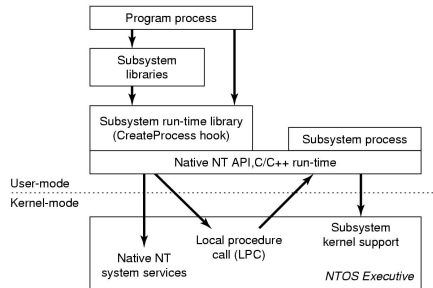 Program process
Subsystem
libraries
Subsystem run-time library
(CreateProcess hook)
Subsystem process
Native NT API,C/C++ run-time
User-mode
Kernel-mode
Native NT
system services
Local procedure
call (LPC)
Subsystem
kernel support
NTOS Executive